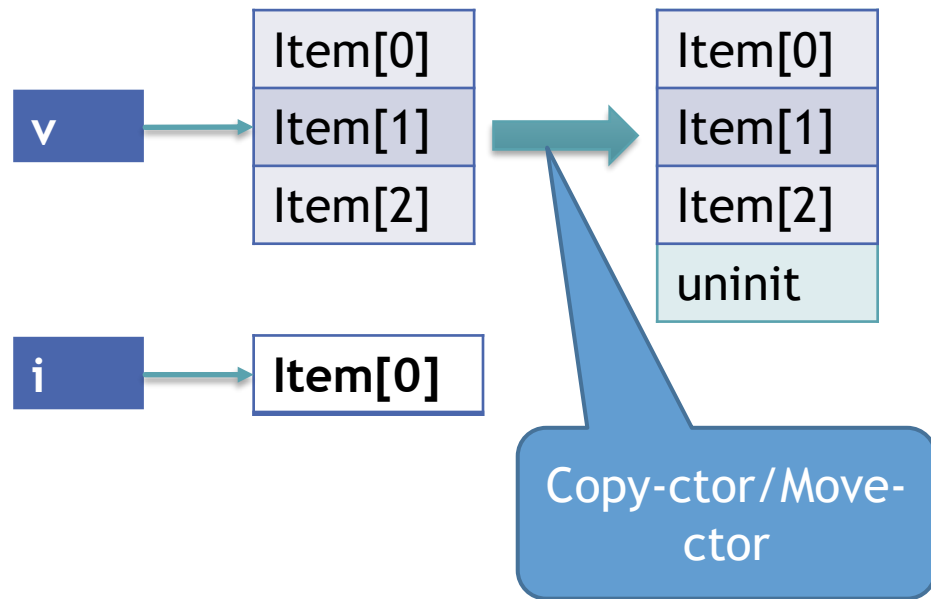 Item[0]
v
Item[1]
Item[2]
Item[0]
Item[1]
Item[2]
uninit
i
Item[0]
Copy-ctor/Move-
ctor